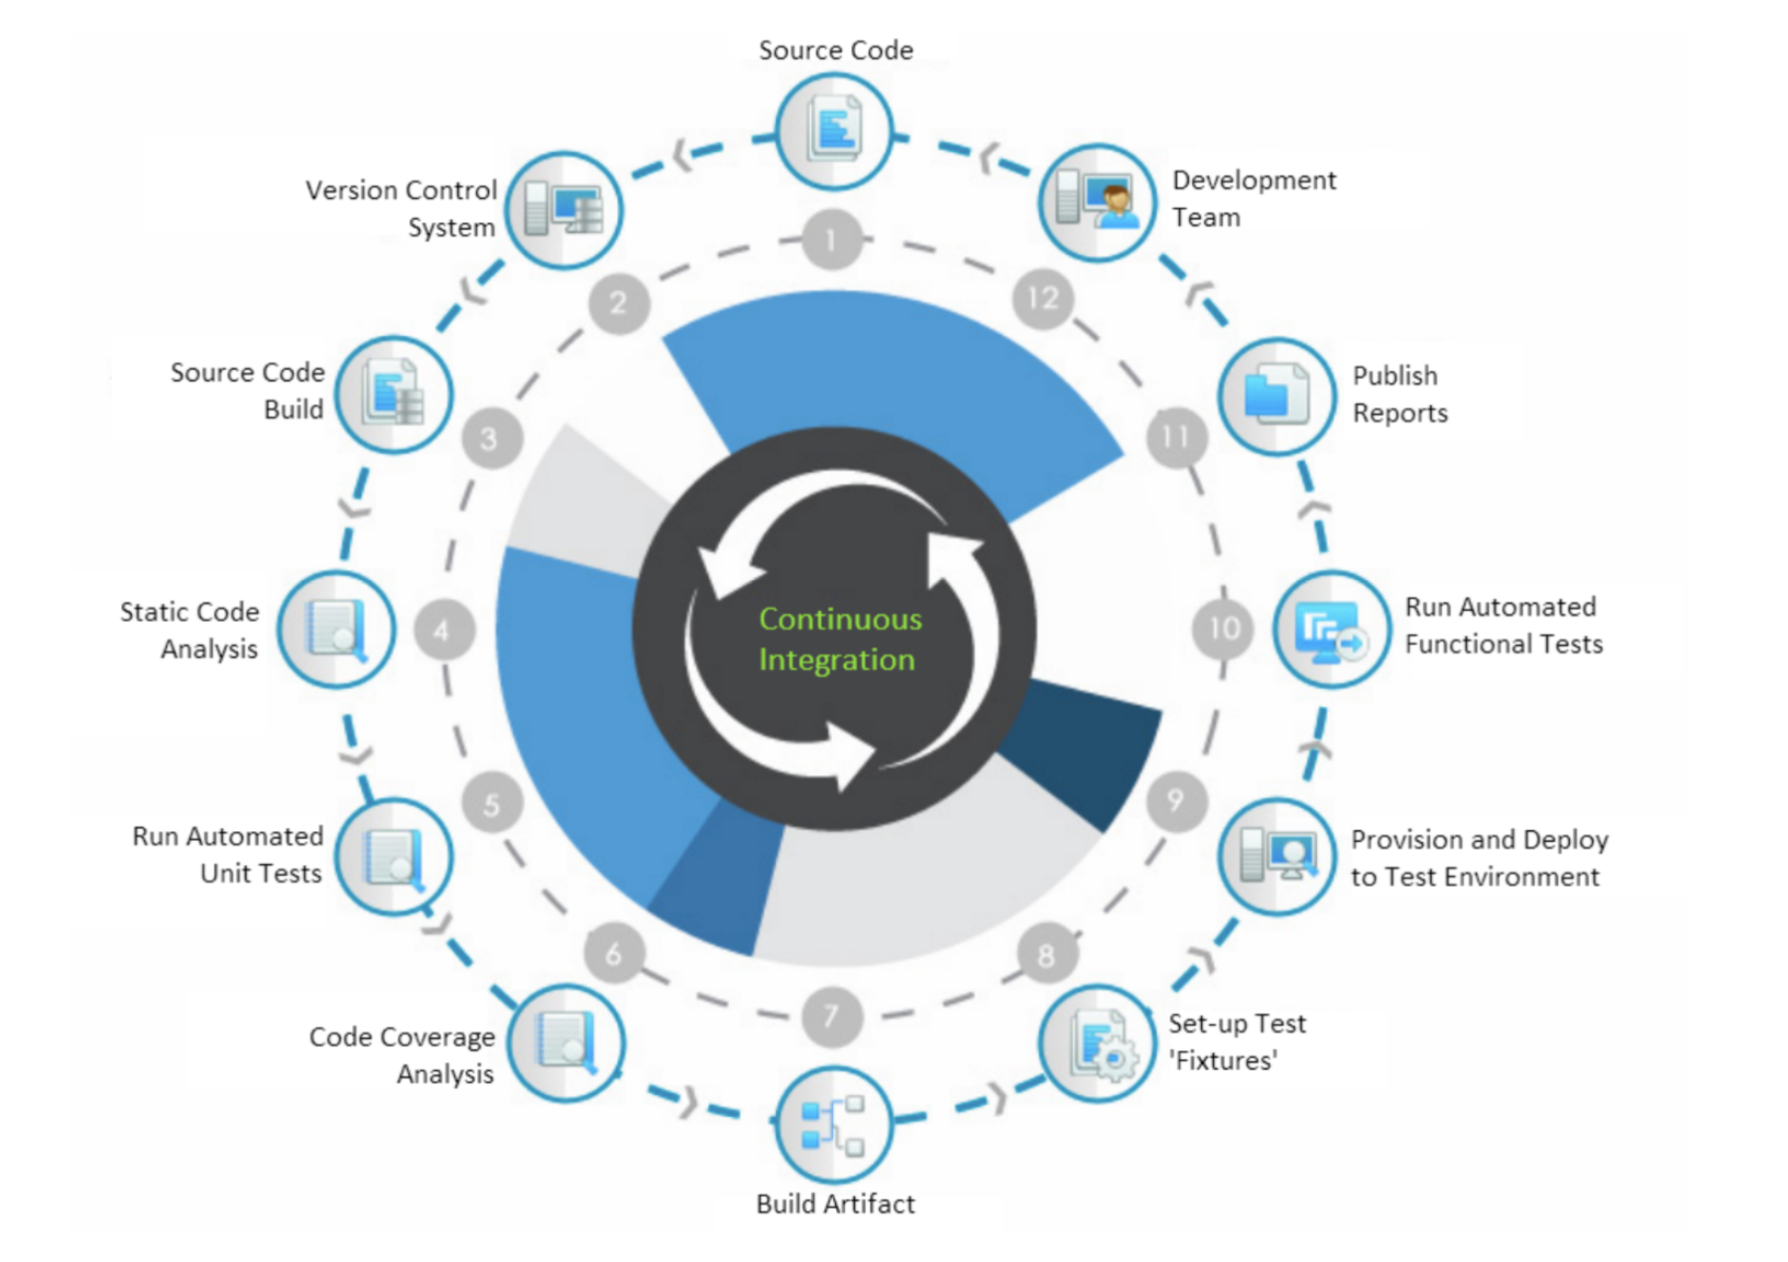 Source Code
Version Control
System
Development
Team
1
2
12
Source Code
Build
Publish
Reports
3
11
Static Code
Analysis
4
Continuous
Integration
10
Run Automated
Functional Tests
5
9
Run Automated
Unit Tests
Provision and Deploy
to Test Environment
6
8
7
Code Coverage
Analysis
Set-up Test
'Fixtures'
Build Artifact